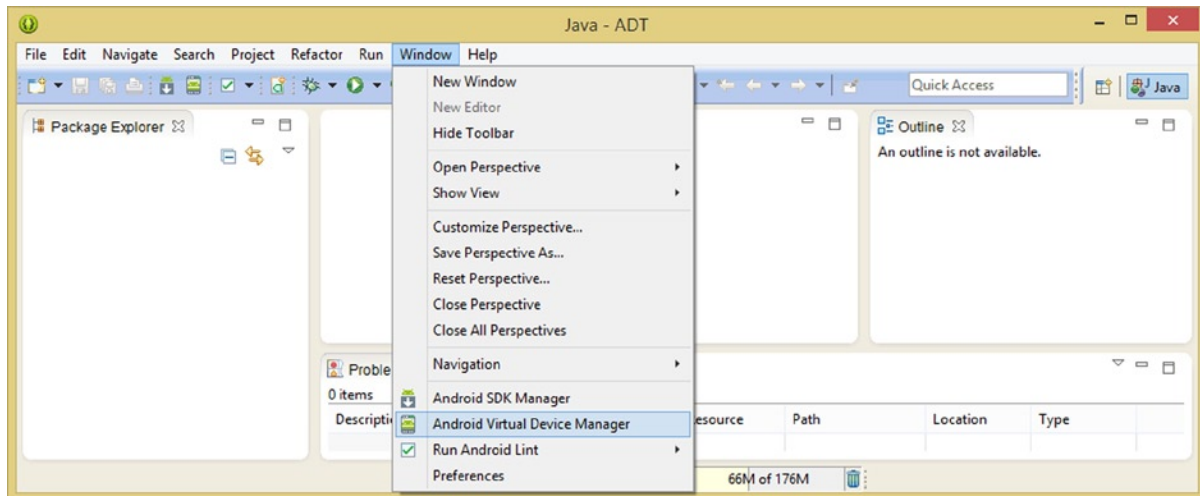 Java - ADT
File Edit Navigate Search Project Refactor Run Window Help
Quick Access
Java
Package Explorer
New Window
New Editor
Hide Toolbar
Open Perspective
Show View
Customize Perspective...
Save Perspective As...
Reset Perspective...
Close Perspective
Close All Perspectives
Navigation
Android SDK Manager
Android Virtual Device Manager
Run Android Lint
Preferences
Outline
An outline is not available.
Proble
0 items
Descripti esource Path Location Type
66M of 176M